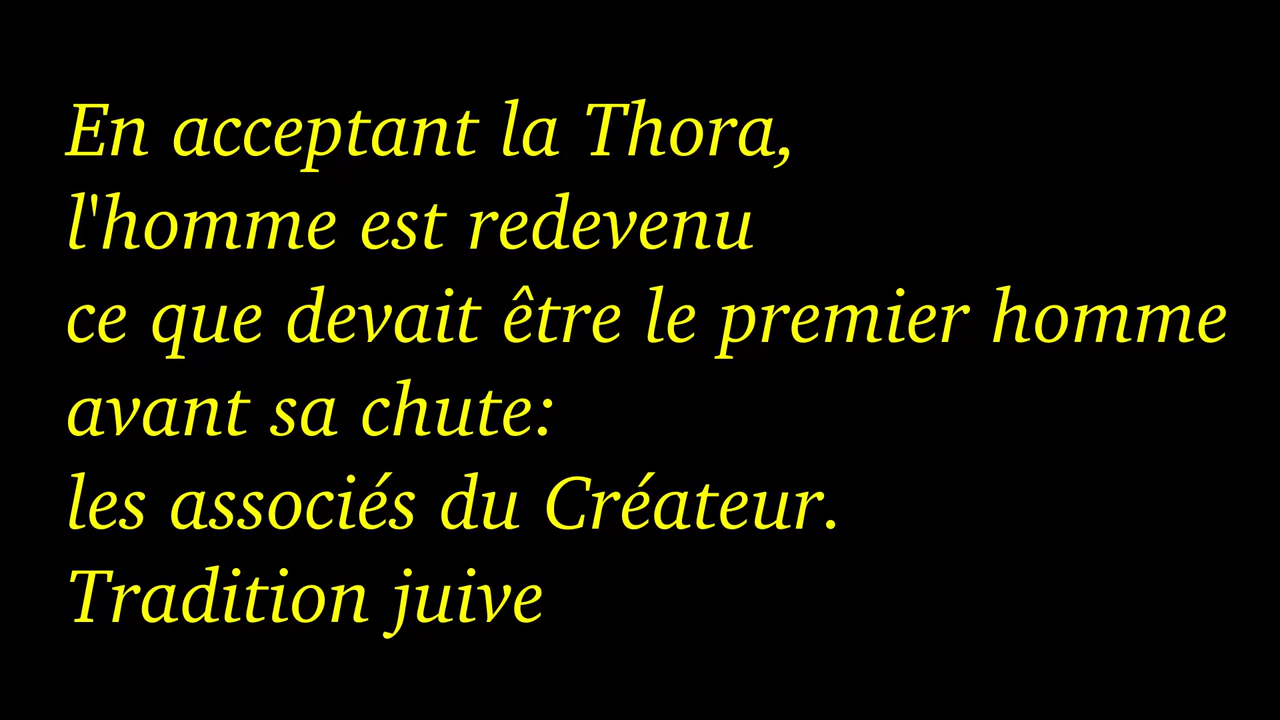 En acceptant la Thora,
l'homme est redevenu
ce que devait être le premier homme
avant sa chute:
les associés du Créateur.
Tradition juive